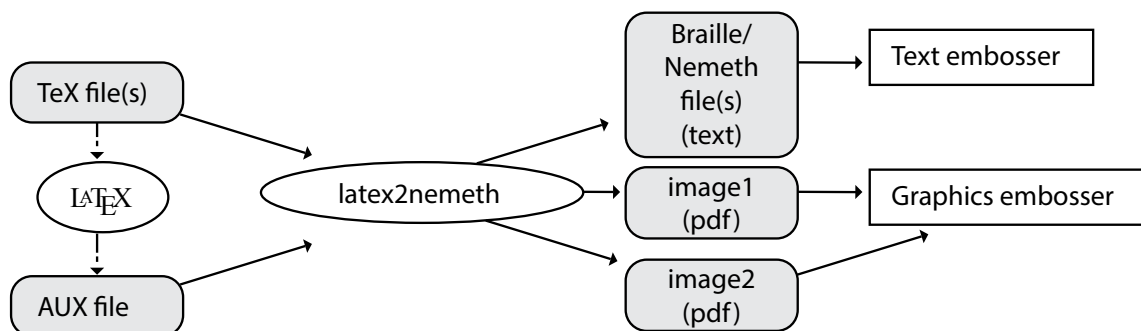 TeX file(s)
LATEX
AUX file
latex2nemeth
Braille/
Nemeth
file(s)
(text)
image1
(pdf)
image2
(pdf)
Text embosser
Graphics embosser